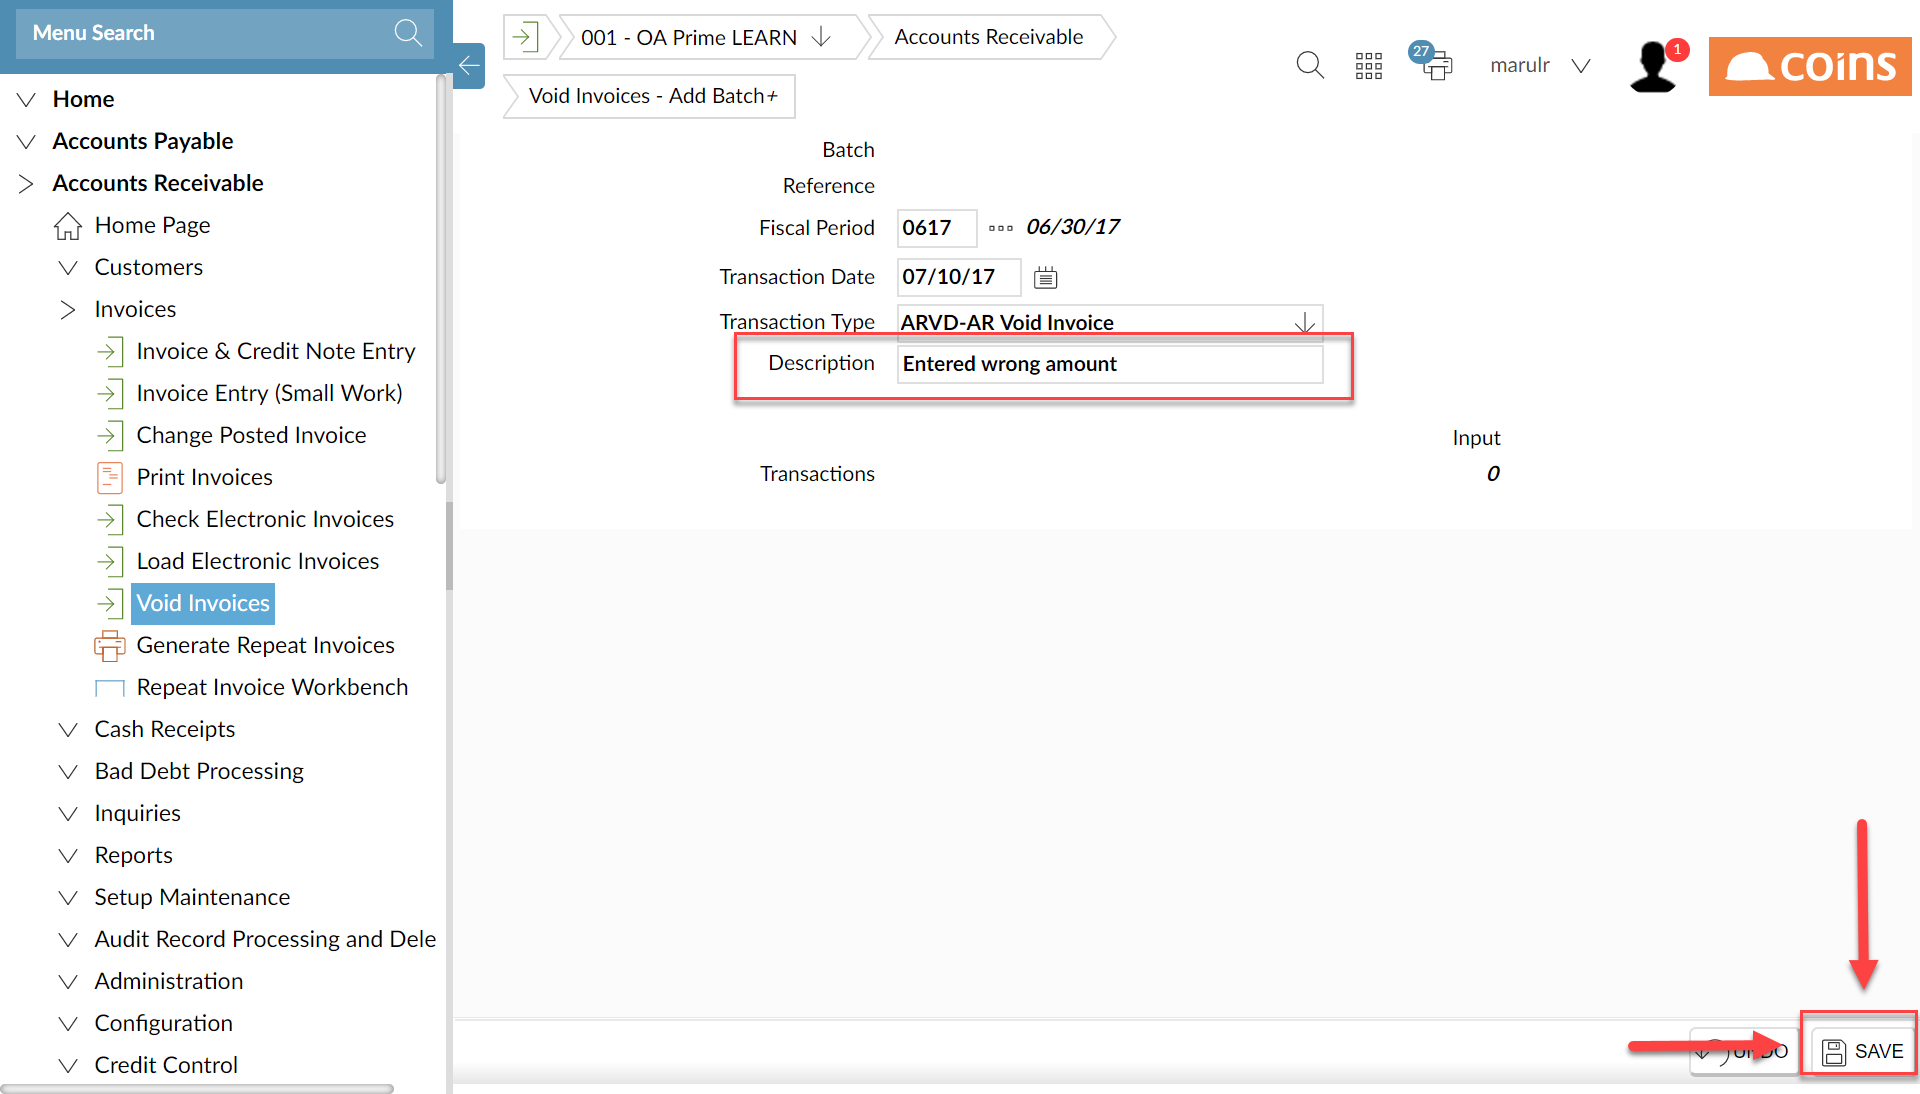 Menu Search
Home
Accounts Payable
Accounts Receivable
Home Page
Customers
Invoices
Invoice & Credit Note Entry
Invoice Entry (Small Work)
Change Posted Invoice
Print Invoices
Check Electronic Invoices
Load Electronic Invoices
Void Invoices
Generate Repeat Invoices
Repeat Invoice Workbench
Cash Receipts
Bad Debt Processing
Inquiries
Reports
Setup Maintenance
Audit Record Processing and Dele
Administration
Configuration
Credit Control
001 - OA Prime LEARN
Accounts Receivable
Void Invoices - Add Batch+
27
marulr
1
coins
Batch
Reference
Fiscal Period 0617 06/30/17
Transaction Date 07/10/17
Transaction Type ARVD-AR Void Invoice
Description Entered wrong amount
Input
Transactions 0
UNDO
SAVE